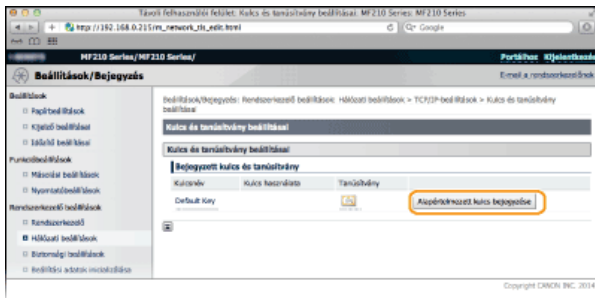 Távoli felhasználói felület: Kulcs és tanúsítvány beállításai: MF210 Series: MF210 Series
http://192.168.0.215/m_network_tls_edit.html
Google
MF210 Series/MF210 Series/
Portálhoz Kijelentkezés
Beállítások/Bejegyzés
E-mail a rendszerkezelőnek
Beállítások
Papírbeállítások
Kijelző beállításai
Időzítő beállításai
Funkcióbeállítások
Másolási beállítások
Nyomtatóbeállítások
Rendszerkezelő beállítások
Rendszerkezelő
Hálózati beállítások
Biztonsági beállítások
Beállítási adatok inicializálása
Beállítások/Bejegyzés: Rendszerkezelő beállítások: Hálózati beállítások > TCP/IP-beállítások > Kulcs és tanúsítvány
beállításai
Kulcs és tanúsítvány beállításai
Kulcs és tanúsítvány beállításai
Bejegyzett kulcs és tanúsítvány
Kulcsnév Kulcs használata Tanúsítvány
Default Key
Alapértelmezett kulcs bejegyzése
Copyright CANON INC. 2014